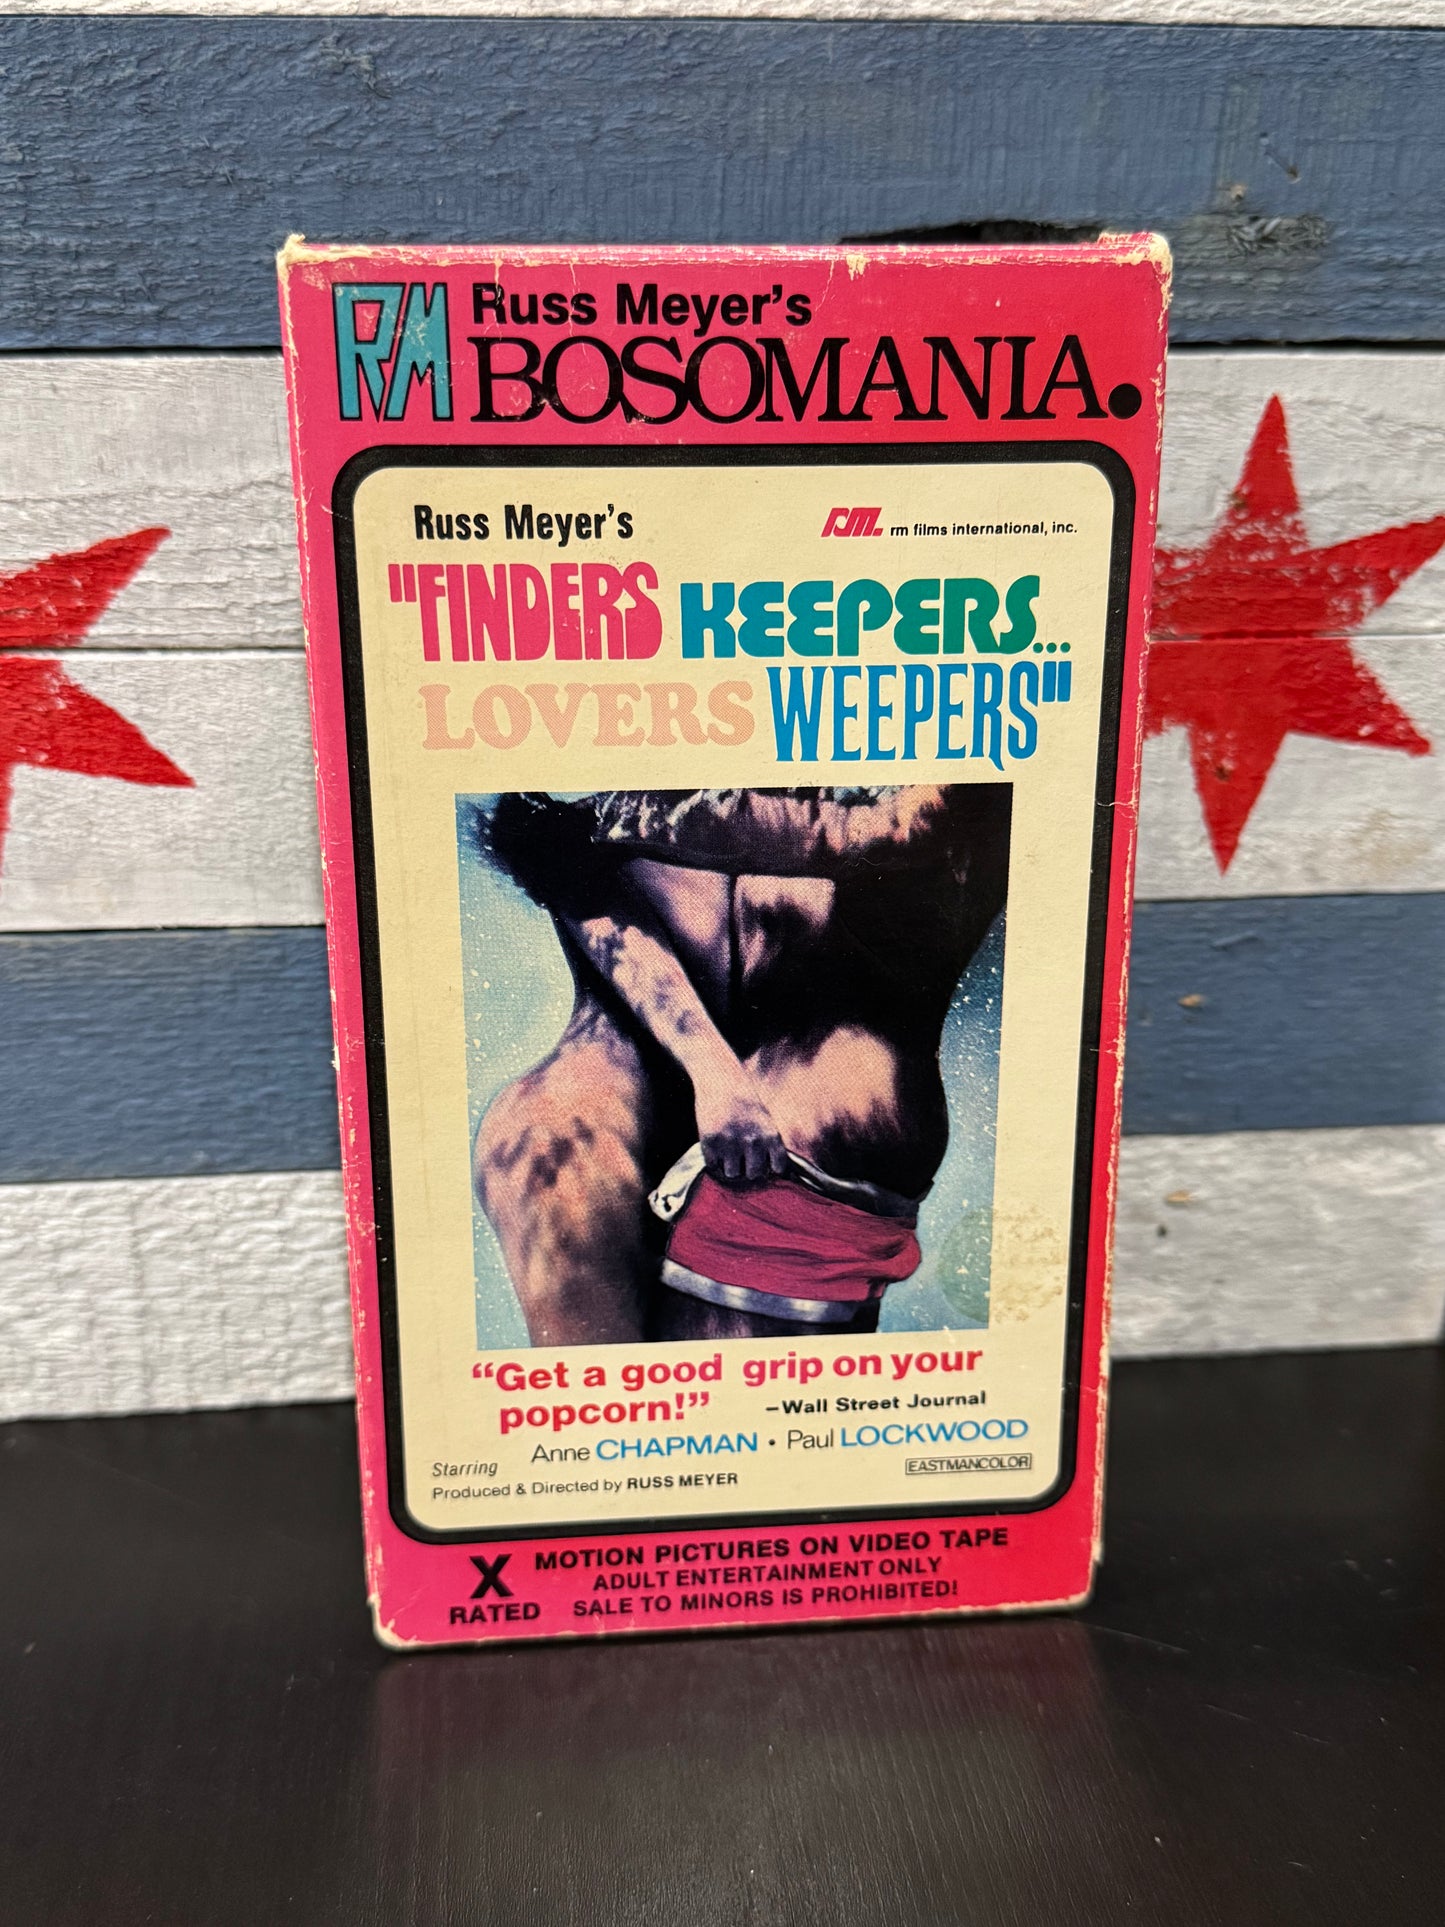 RM Russ Meyer's
BOSOMANIA.
Russ Meyer's
rm. rm films international, inc.
"FINDERS KEEPERS...
LOVERS WEEPERS"
"Get a good grip on your
popcorn!" –Wall Street Journal
Starring Anne CHAPMAN • Paul LOCKWOOD
Produced & Directed by RUSS MEYER
EASTMANCOLOR
X
RATED
MOTION PICTURES ON VIDEO TAPE
ADULT ENTERTAINMENT ONLY
SALE TO MINORS IS PROHIBITED!